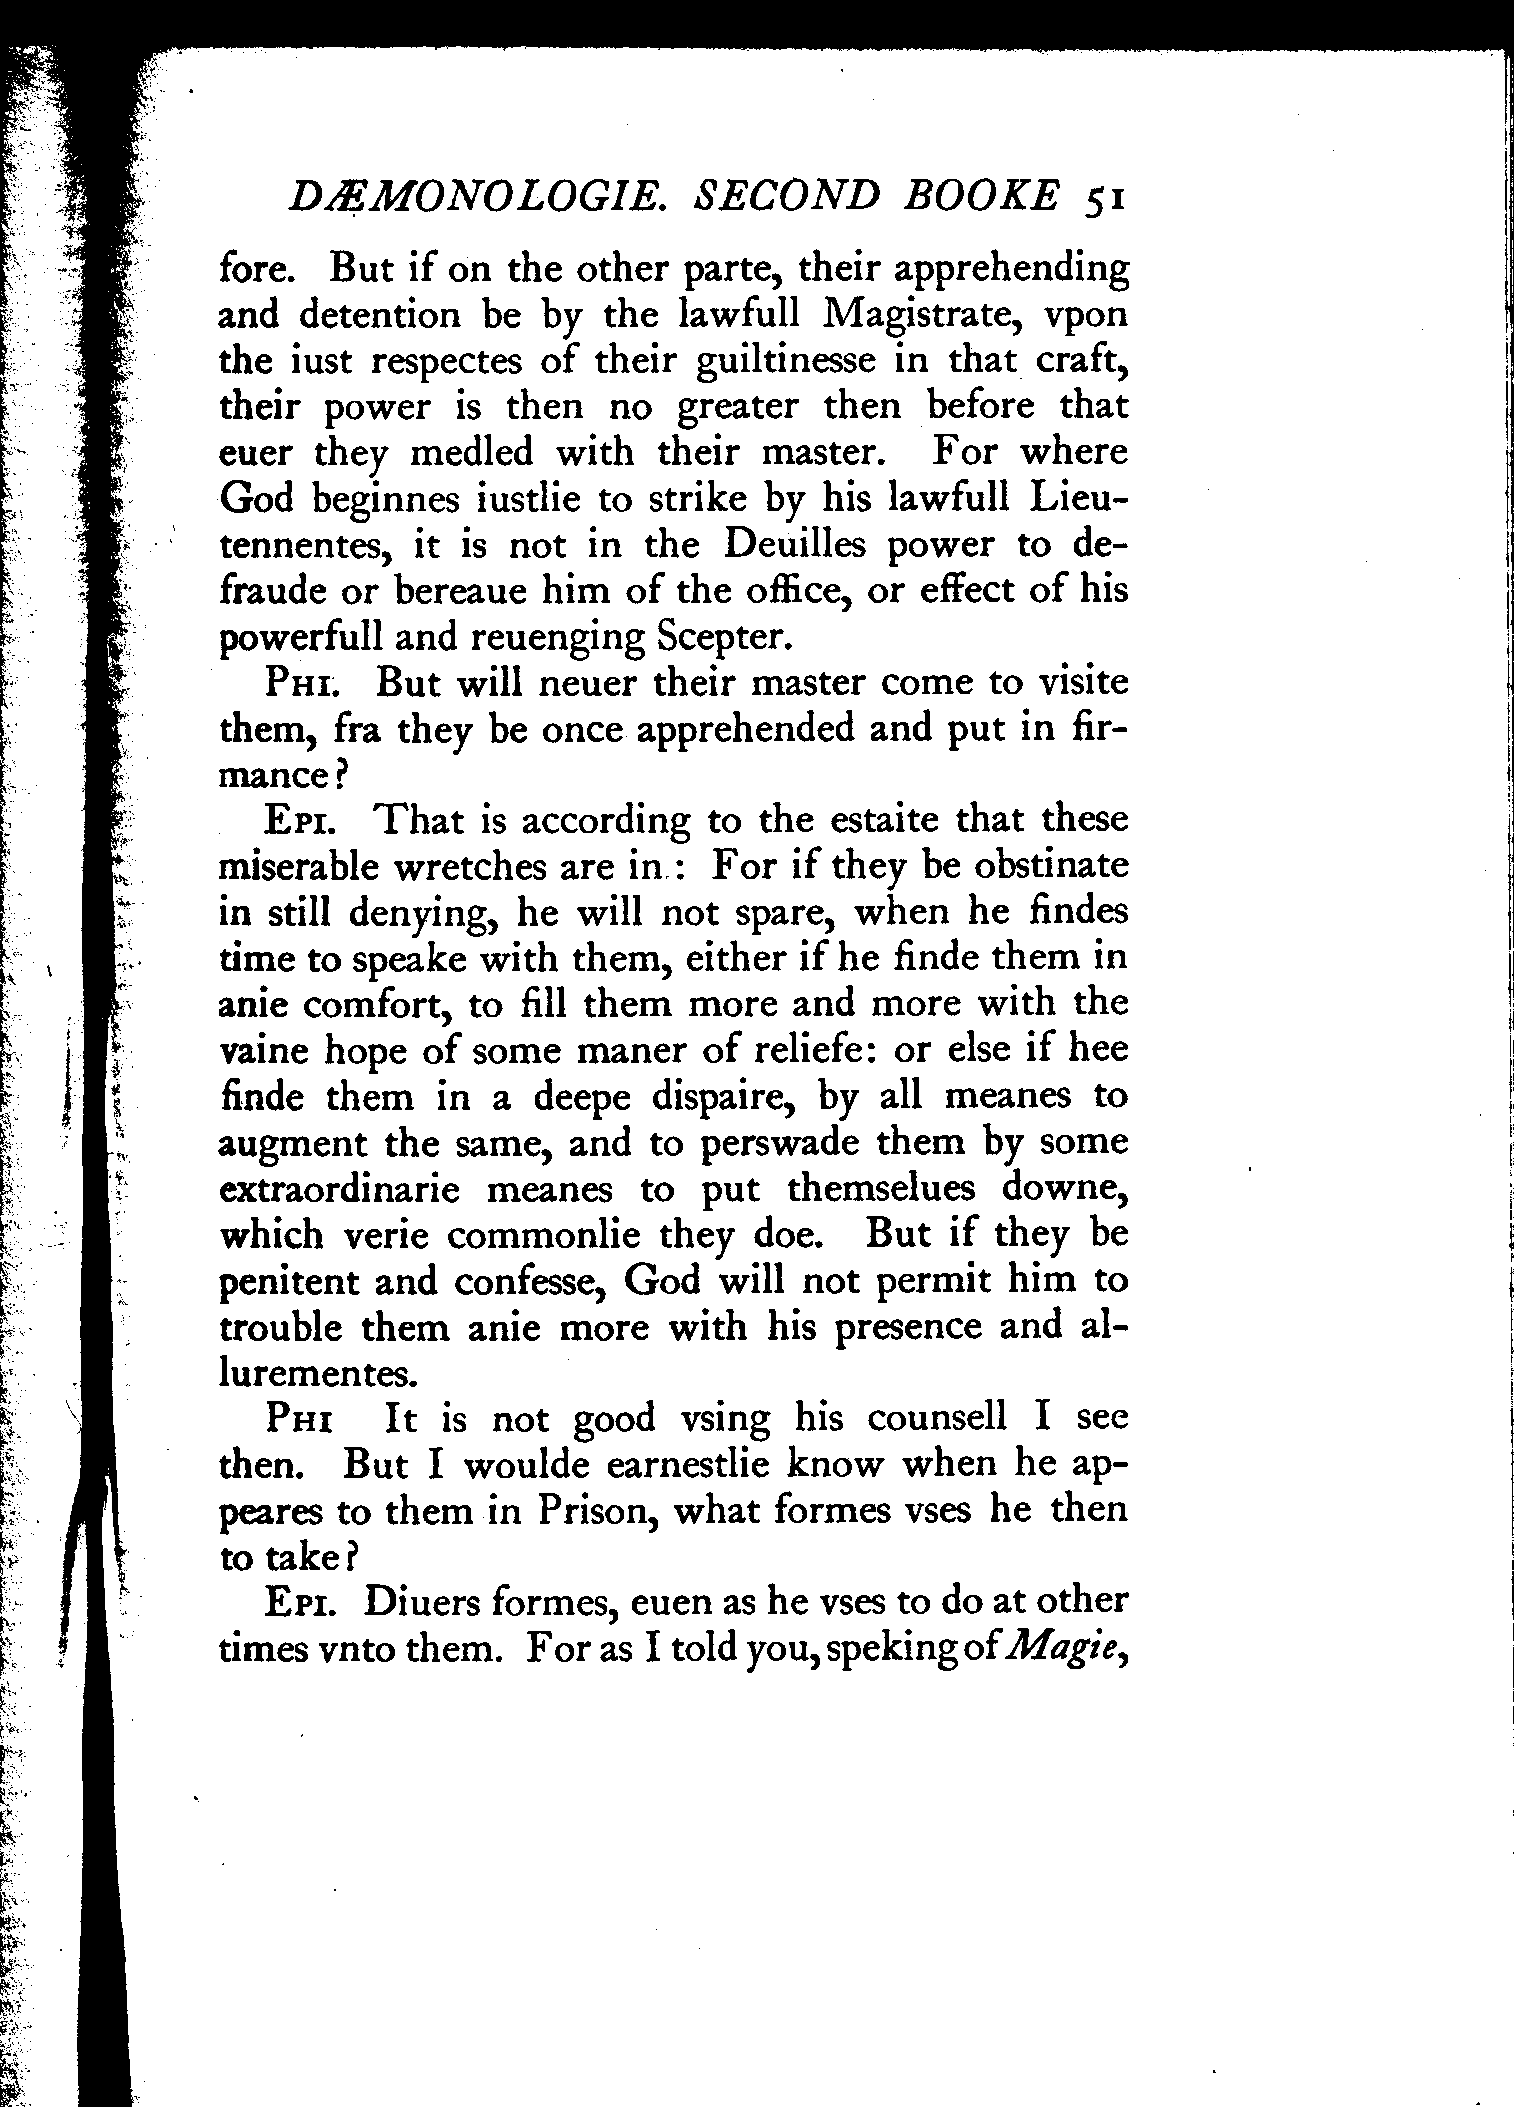 DÆMONOLOGIE. SECOND BOOKE 51
fore. But if on the other parte, their apprehending
and detention be by the lawfull Magistrate, vpon
the iust respectes of their guiltinesse in that craft,
their power is then no greater then before that
euer they medled with their master. For where
God beginnes iustlie to strike by his lawfull Lieu-
tennentes, it is not in the Deuilles power to de-
fraude or bereaue him of the office, or effect of his
powerfull and reuenging Scepter.
PHI. But will neuer their master come to visite
them, fra they be once apprehended and put in fir-
mance?
EPI. That is according to the estaite that these
miserable wretches are in: For if they be obstinate
in still denying, he will not spare, when he findes
time to speake with them, either if he finde them in
anie comfort, to fill them more and more with the
vaine hope of some maner of reliefe: or else if hee
finde them in a deepe dispaire, by all meanes to
augment the same, and to perswade them by some
extraordinarie meanes to put themselues downe,
which verie commonlie they doe. But if they be
penitent and confesse, God will not permit him to
trouble them anie more with his presence and al-
lurementes.
PHI It is not good vsing his counsell I see
then. But I woulde earnestlie know when he ap-
peares to them in Prison, what formes vses he then
to take?
EPI. Diuers formes, euen as he vses to do at other
times vnto them. For as I told you, speking of Magie,